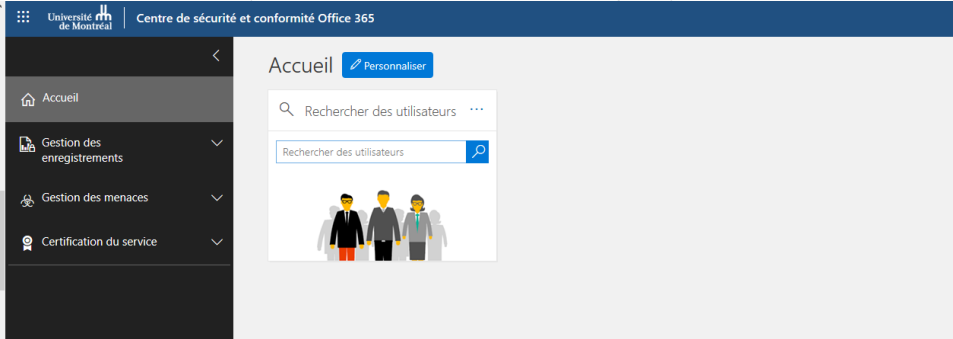 Université
de Montréal
Centre de sécurité et conformité Office 365
Accueil
Gestion des
enregistrements
Gestion des menaces
Certification du service
Accueil
Personnaliser
Rechercher des utilisateurs
Rechercher des utilisateurs